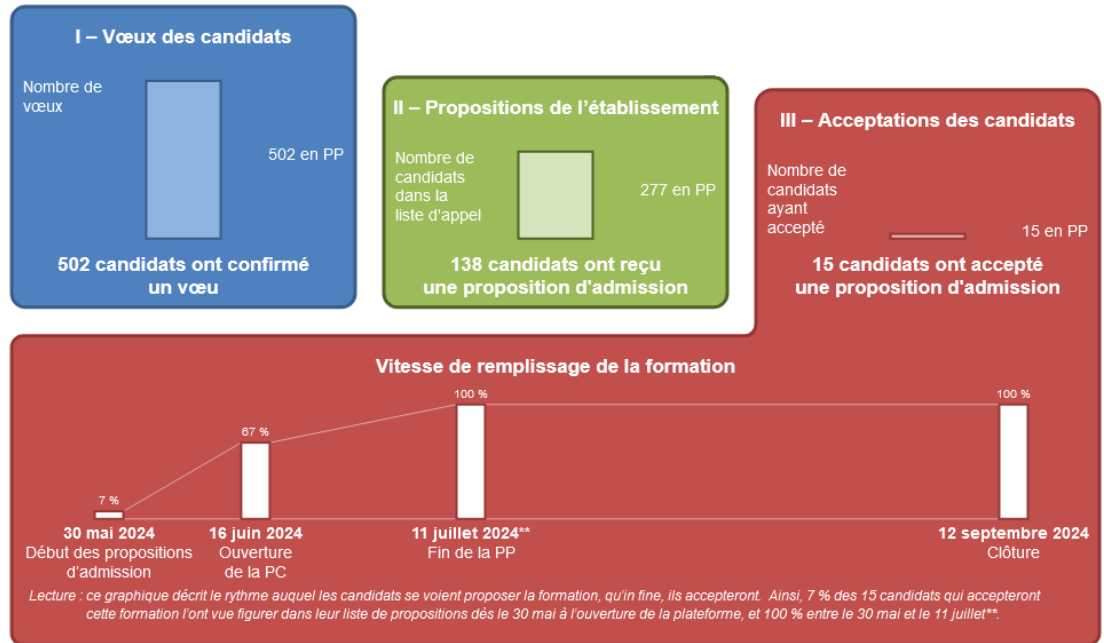 I – Vœux des candidats
Nombre de
vœux
502 en PP
502 candidats ont confirmé
un vœu
II – Propositions de l'établissement
Nombre de
candidats
dans la
liste d'appel
277 en PP
138 candidats ont reçu
une proposition d'admission
III – Acceptations des candidats
Nombre de
candidats
ayant
accepté
15 en PP
15 candidats ont accepté
une proposition d'admission
Vitesse de remplissage de la formation
7 %
67 %
100 %
100 %
30 mai 2024
Début des propositions
d'admission
16 juin 2024
Ouverture
de la PC
11 juillet 2024**
Fin de la PP
12 septembre 2024
Clôture
Lecture : ce graphique décrit le rythme auquel les candidats se voient proposer la formation, qu'in fine, ils accepteront. Ainsi, 7 % des 15 candidats qui accepteront
cette formation l'ont vue figurer dans leur liste de propositions dès le 30 mai à l'ouverture de la plateforme, et 100 % entre le 30 mai et le 11 juillet**.